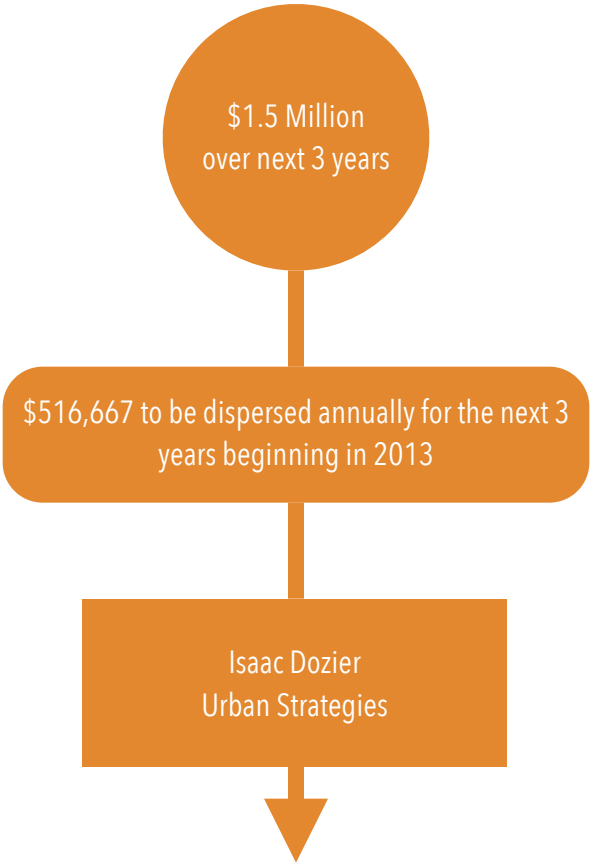 $1.5 Million
over next 3 years
$516,667 to be dispersed annually for the next 3
years beginning in 2013
Isaac Dozier
Urban Strategies